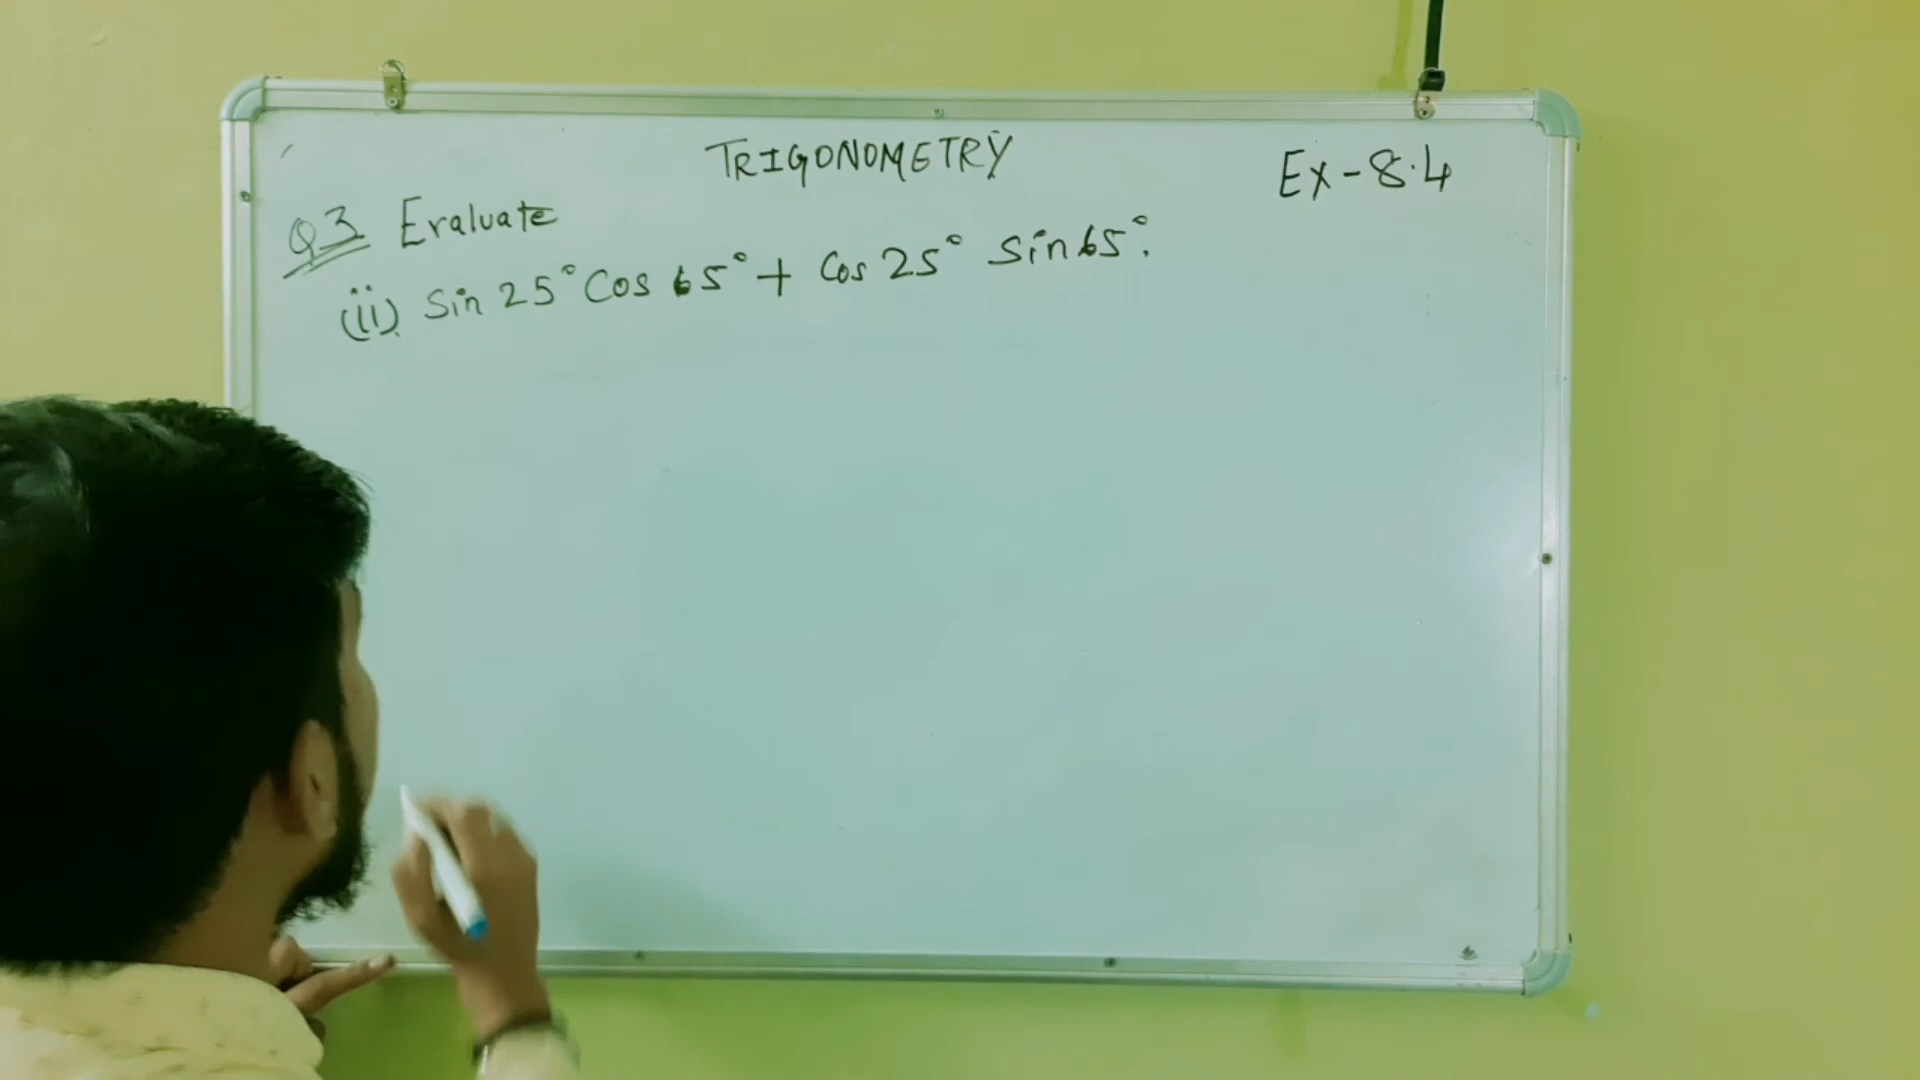 TRIGONOMETRY
Ex-8.4
Q3 Evaluate
(ii) Sin 25° Cos 65° + Cos 25° Sin 65°.